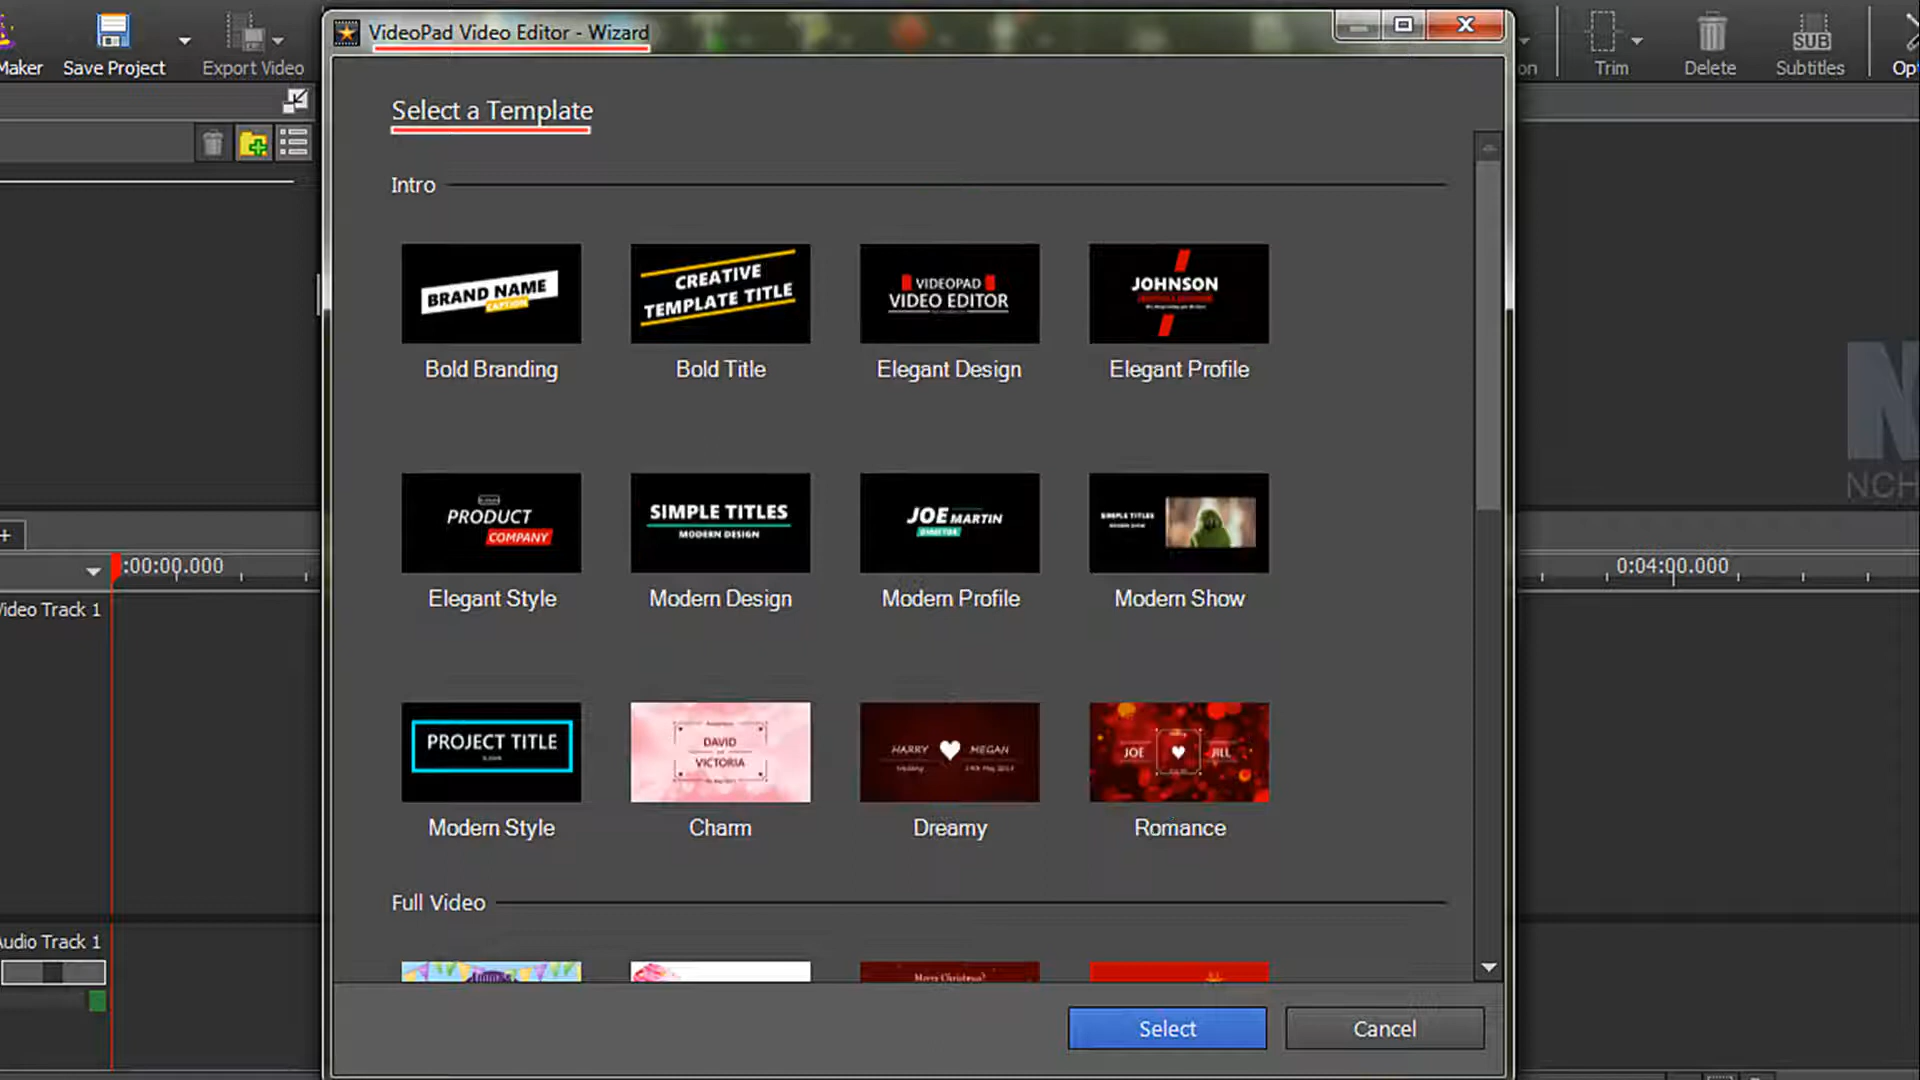 VideoPad Video Editor - Wizard
Maker
Save Project
Export Video
Trim
Delete
SUB
Subtitles
Select a Template
Intro
BRAND NAME
CAPTION
CREATIVE
TEMPLATE TITLE
VIDEOPAD
VIDEO EDITOR
JOHNSON
Bold Branding
Bold Title
Elegant Design
Elegant Profile
PRODUCT
COMPANY
SIMPLE TITLES
MODERN DESIGN
JOE MARTIN
DIRECTOR
SIMPLE TITLES
MODERN SHOW
NCH
Elegant Style
Modern Design
Modern Profile
Modern Show
:00:00.000
0:04:00.000
Video Track 1
PROJECT TITLE
DAVID
VICTORIA
HARRY
MEGAN
Wedding
JOE
JILL
Modern Style
Charm
Dreamy
Romance
Full Video
Audio Track 1
Merry Christmas!
Select
Cancel